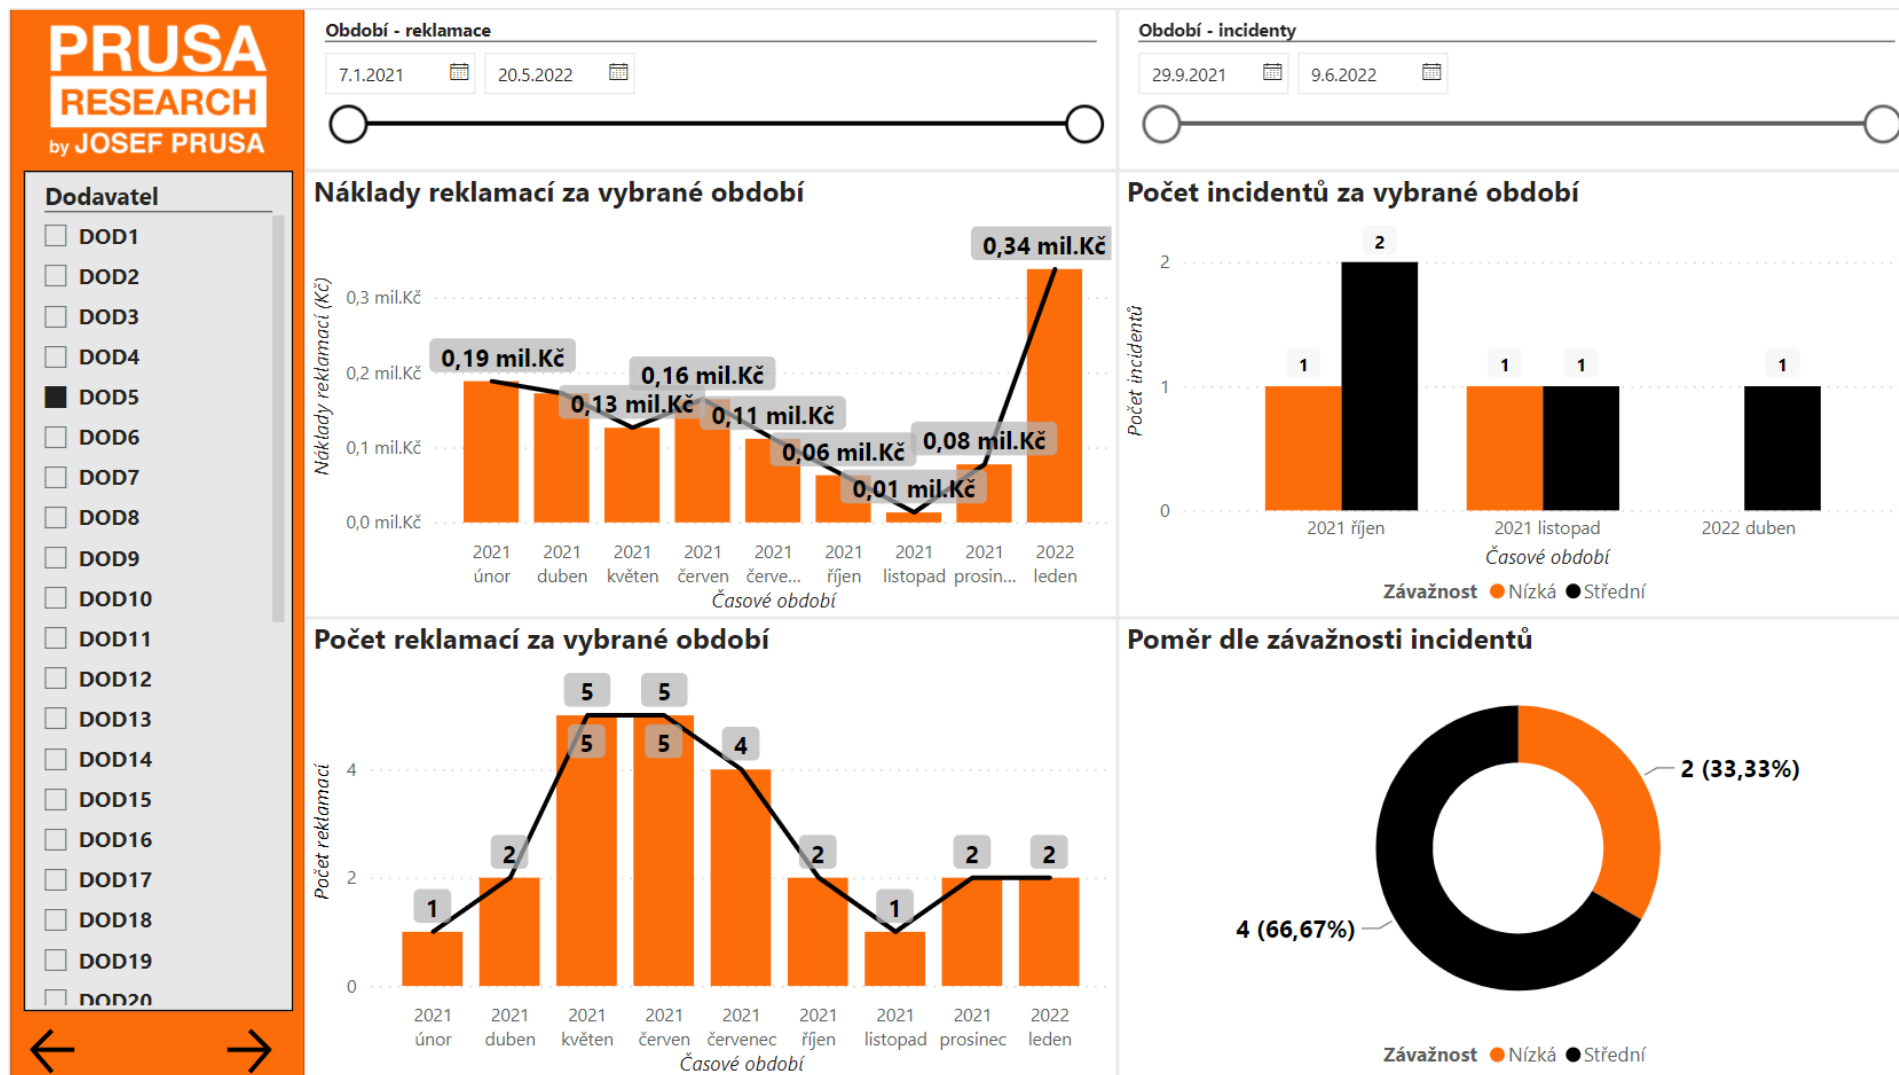 PRUSA
RESEARCH
by JOSEF PRUSA
Dodavatel
DOD1
DOD2
DOD3
DOD4
DOD5
DOD6
DOD7
DOD8
DOD9
DOD10
DOD11
DOD12
DOD13
DOD14
DOD15
DOD16
DOD17
DOD18
DOD19
DOD20
Období - reklamace
7.1.2021
20.5.2022
Období - incidenty
29.9.2021
9.6.2022
Náklady reklamací za vybrané období
Náklady reklamací (Kč)
0,3 mil.Kč
0,2 mil.Kč
0,1 mil.Kč
0,0 mil.Kč
0,19 mil.Kč
0,13 mil.Kč
0,16 mil.Kč
0,11 mil.Kč
0,06 mil.Kč
0,01 mil.Kč
0,08 mil.Kč
0,34 mil.Kč
2021 únor
2021 duben
2021 květen
2021 červen
2021 červe...
2021 říjen
2021 listopad
2021 prosin...
2022 leden
Časové období
Počet incidentů za vybrané období
Počet incidentů
2
1
0
1
2
1
1
1
2021 říjen
2021 listopad
2022 duben
Časové období
Závažnost Nízká Střední
Počet reklamací za vybrané období
Počet reklamací
4
2
0
1
2
5
5
5
5
4
2
1
2
2
2021 únor
2021 duben
2021 květen
2021 červen
2021 červenec
2021 říjen
2021 listopad
2021 prosinec
2022 leden
Časové období
Poměr dle závažnosti incidentů
2 (33,33%)
4 (66,67%)
Závažnost Nízká Střední